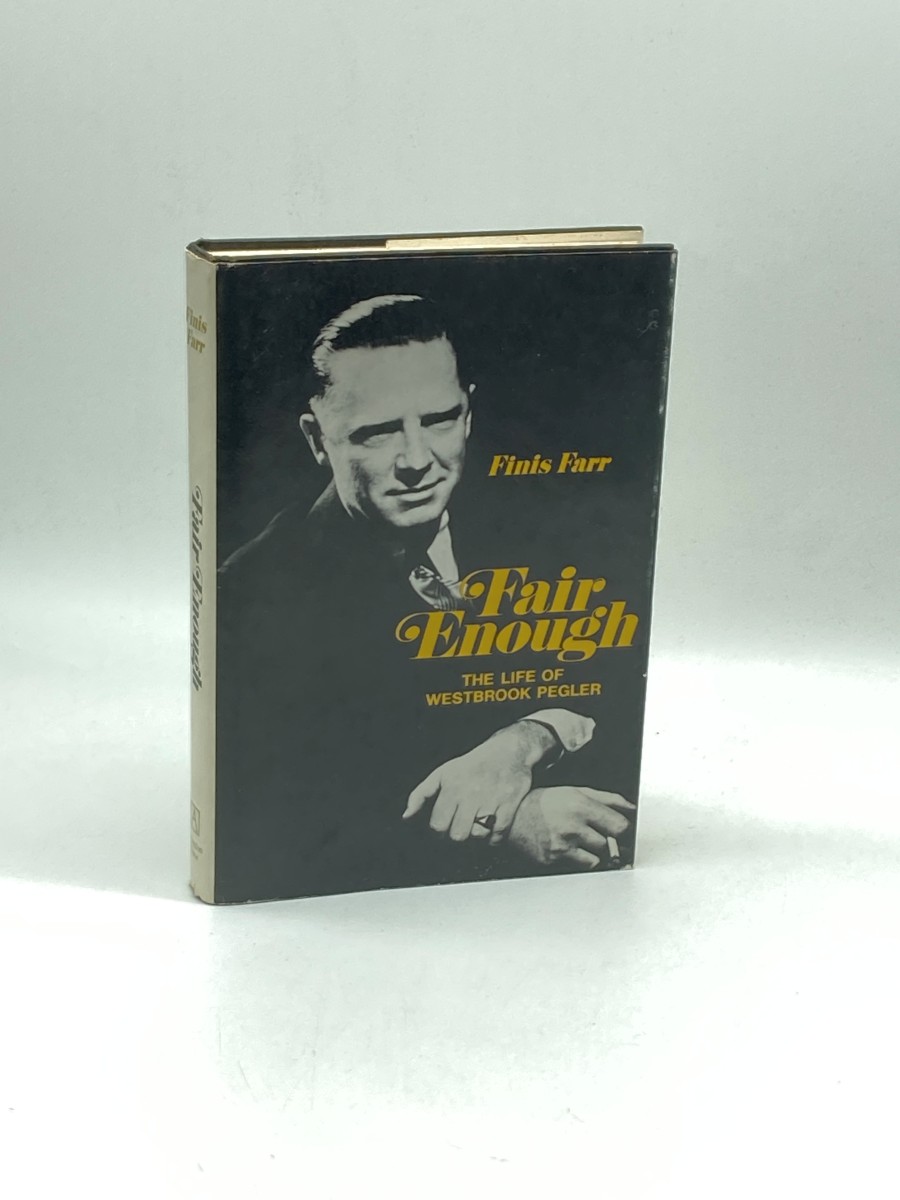 Finis
Farr
Fair Enough
Finis Farr
Fair
Enough
THE LIFE OF
WESTBROOK PEGLER